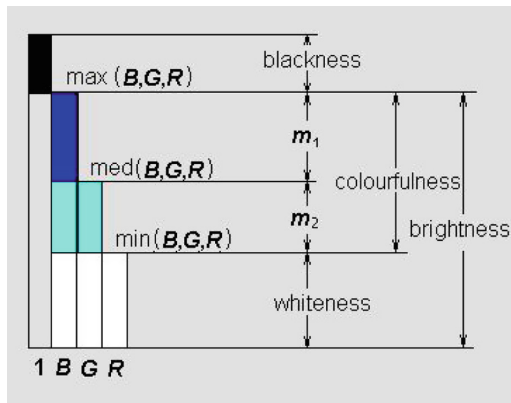 blackness
max (B,G,R)
m₁
med(B,G,R)
colourfulness
m₂
min(B,G,R)
brightness
whiteness
1 B G R